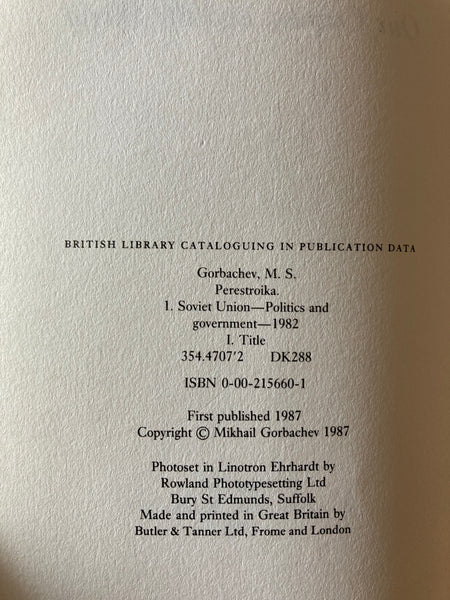 BRITISH LIBRARY CATALOGUING IN PUBLICATION DATA
Gorbachev, M. S.
Perestroika.
1. Soviet Union—Politics and
government—1982
I. Title
354.4707'2 DK288
ISBN 0-00-215660-1
First published 1987
Copyright © Mikhail Gorbachev 1987
Photoset in Linotron Ehrhardt by
Rowland Phototypesetting Ltd
Bury St Edmunds, Suffolk
Made and printed in Great Britain by
Butler & Tanner Ltd, Frome and London